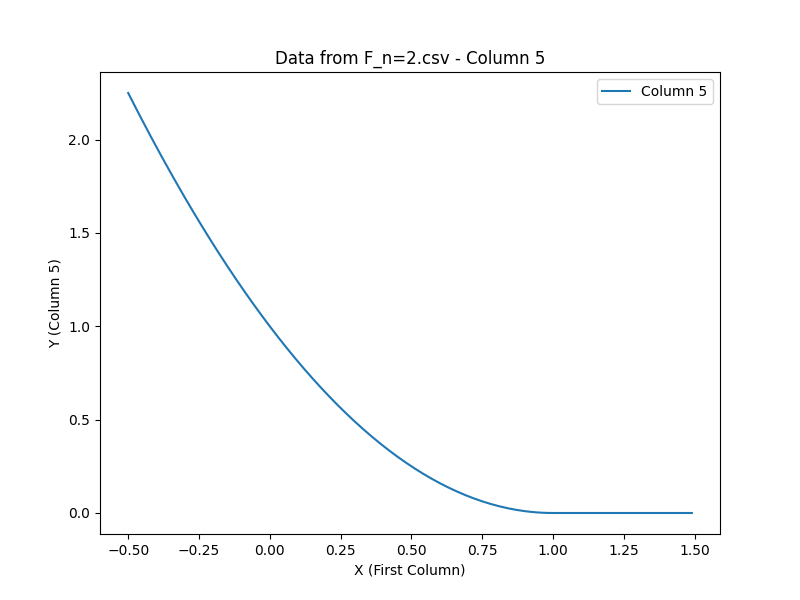 Data from F_n=2.csv - Column 5
Column 5
Y (Column 5)
2.0
1.5
1.0
0.5
0.0
−0.50 −0.25 0.00 0.25 0.50 0.75 1.00 1.25 1.50
X (First Column)